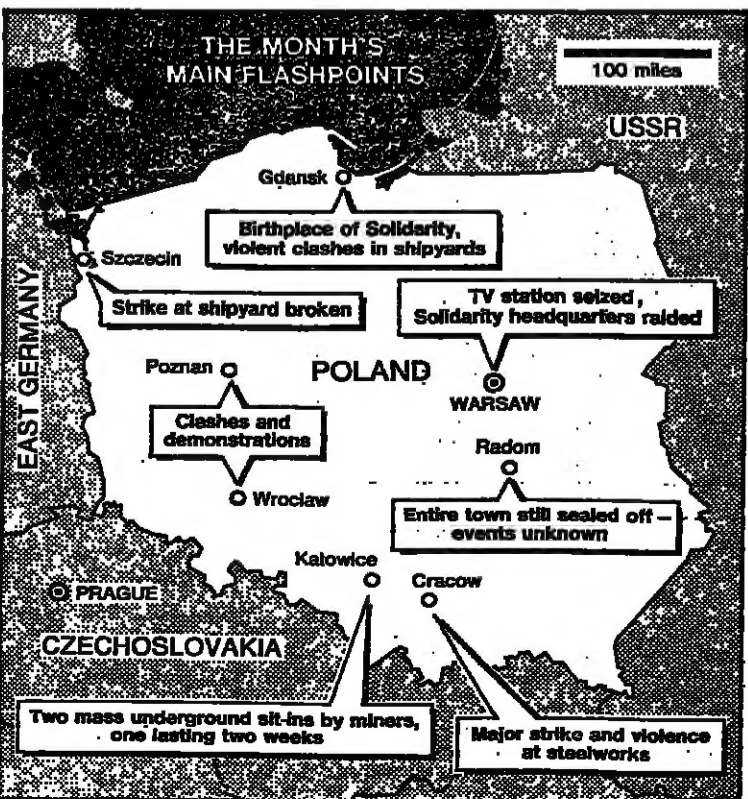 THE MONTH'S
MAIN FLASHPOINTS
100 miles
USSR
Gdansk
Birthplace of Solidarity,
violent clashes in shipyards
Szczecin
Strike at shipyard broken
TV station seized,
Solidarity headquarters raided
EAST GERMANY
Poznan
POLAND
WARSAW
Clashes and
demonstrations
Radom
Wroclaw
Entire town still sealed off –
events unknown
Katowice
Cracow
PRAGUE
CZECHOSLOVAKIA
Two mass underground sit-ins by miners,
one lasting two weeks
Major strike and violence
at steelworks